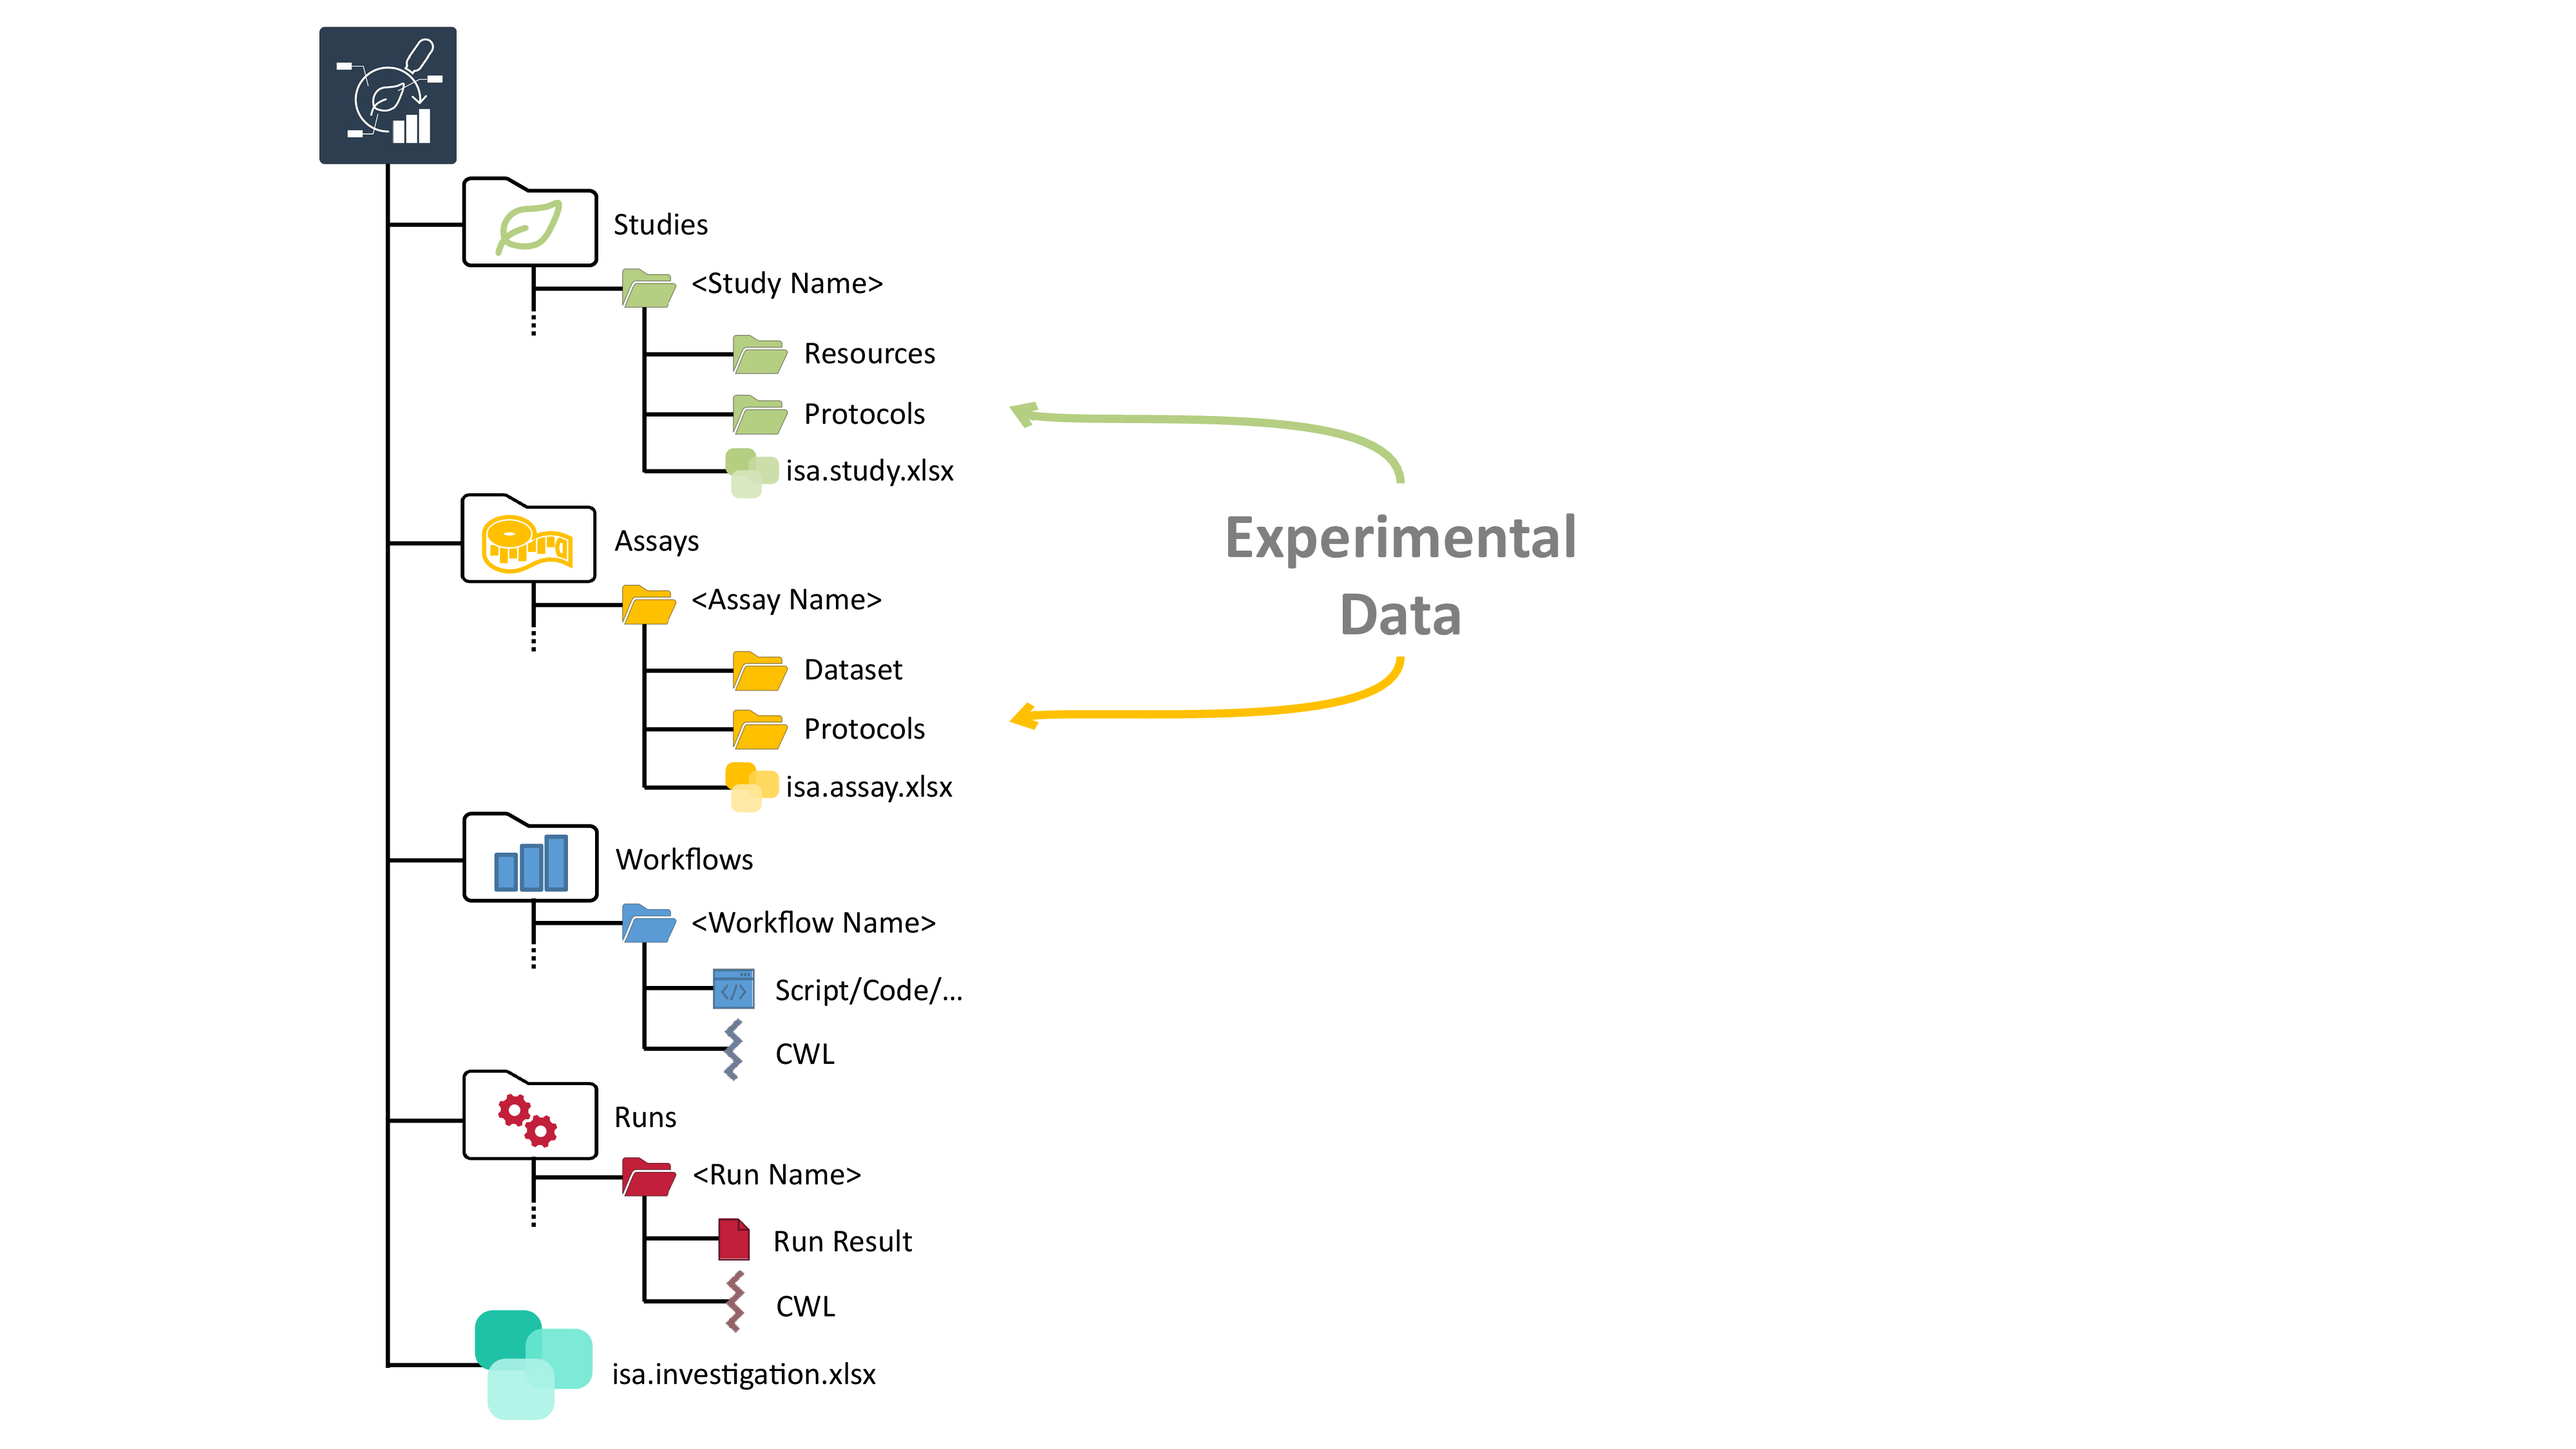 Studies
<Study Name>
Resources
Protocols
isa.study.xlsx
Assays
<Assay Name>
Dataset
Protocols
isa.assay.xlsx
Workflows
<Workflow Name>
</>
Script/Code/...
CWL
Runs
<Run Name>
Run Result
CWL
isa.investigation.xlsx
Experimental
Data